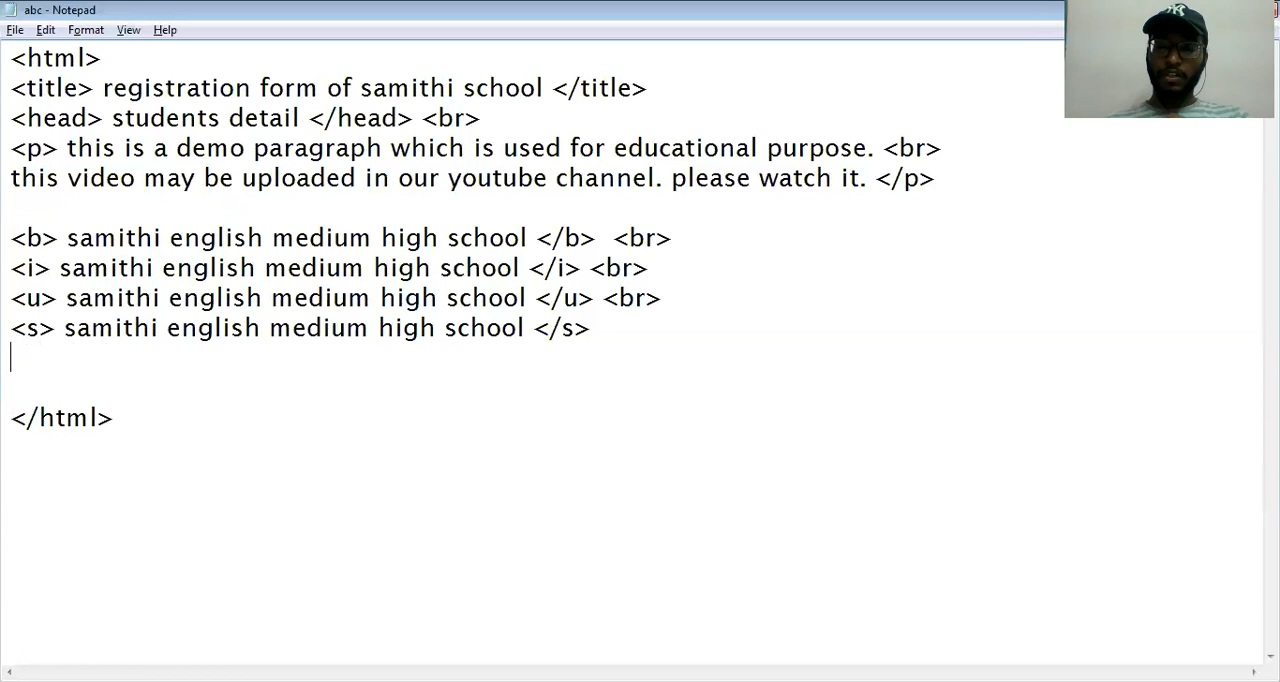 abc - Notepad
File Edit Format View Help
<html>
<title> registration form of samithi school </title>
<head> students detail </head> <br>
<p> this is a demo paragraph which is used for educational purpose. <br>
this video may be uploaded in our youtube channel. please watch it. </p>
<b> samithi english medium high school </b>  <br>
<i> samithi english medium high school </i> <br>
<u> samithi english medium high school </u> <br>
<s> samithi english medium high school </s>
</html>